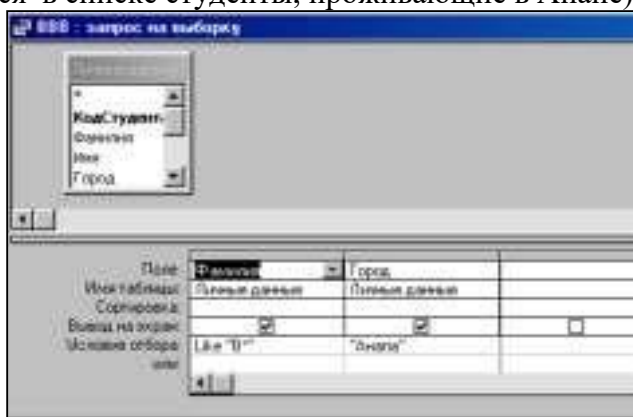 ся в списке студенты, проживающие в Анапе)
888 : запрос на выборку
*
КодСтудент
Фамилия
Имя
Город
Поле: Фамилия Город
Имя таблицы: Личные данные Личные данные
Сортировка:
Вывод на экран:
Условие отбора: Like "*" "Анапа"
или: